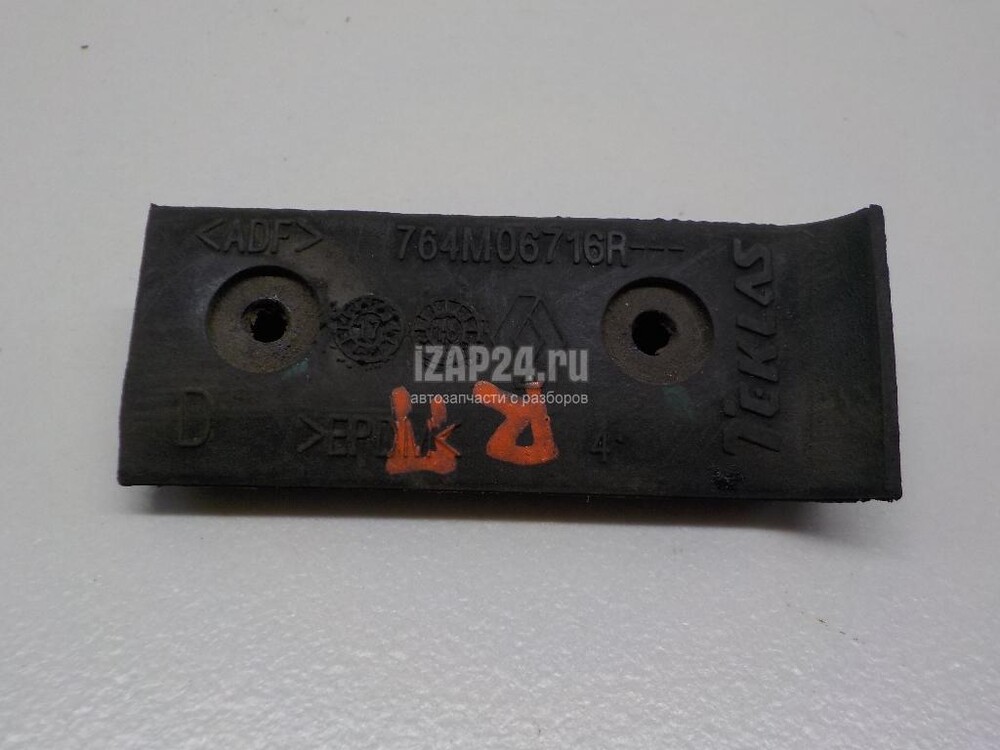 <ADF> 764M06716R---
TEKLAS
iZAP24.ru
автозапчасти с разборов
D >EPDM< 4